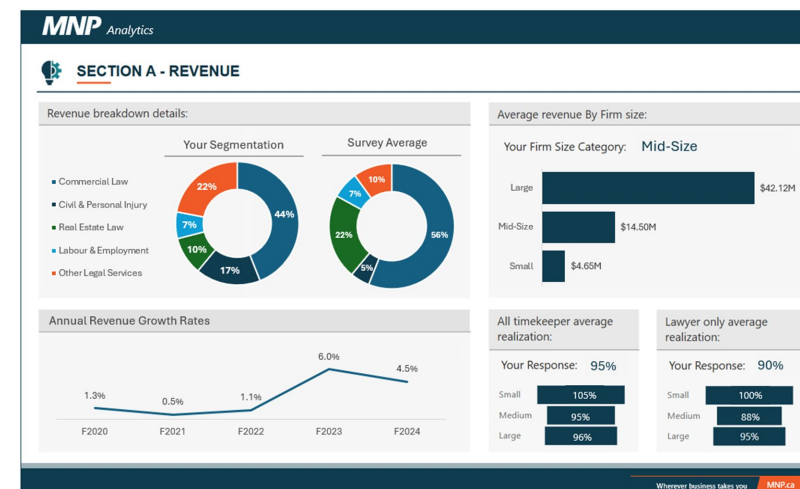 MNP Analytics
SECTION A - REVENUE
Revenue breakdown details:
Your Segmentation
Survey Average
Commercial Law
Civil & Personal Injury
Real Estate Law
Labour & Employment
Other Legal Services
44%
17%
10%
7%
22%
56%
5%
22%
7%
10%
Average revenue By Firm size:
Your Firm Size Category: Mid-Size
Large $42.12M
Mid-Size $14.50M
Small $4.65M
Annual Revenue Growth Rates
1.3% 0.5% 1.1% 6.0% 4.5%
F2020 F2021 F2022 F2023 F2024
All timekeeper average
realization:
Your Response: 95%
Small 105%
Medium 95%
Large 96%
Lawyer only average
realization:
Your Response: 90%
Small 100%
Medium 88%
Large 95%
Wherever business takes you MNP.ca